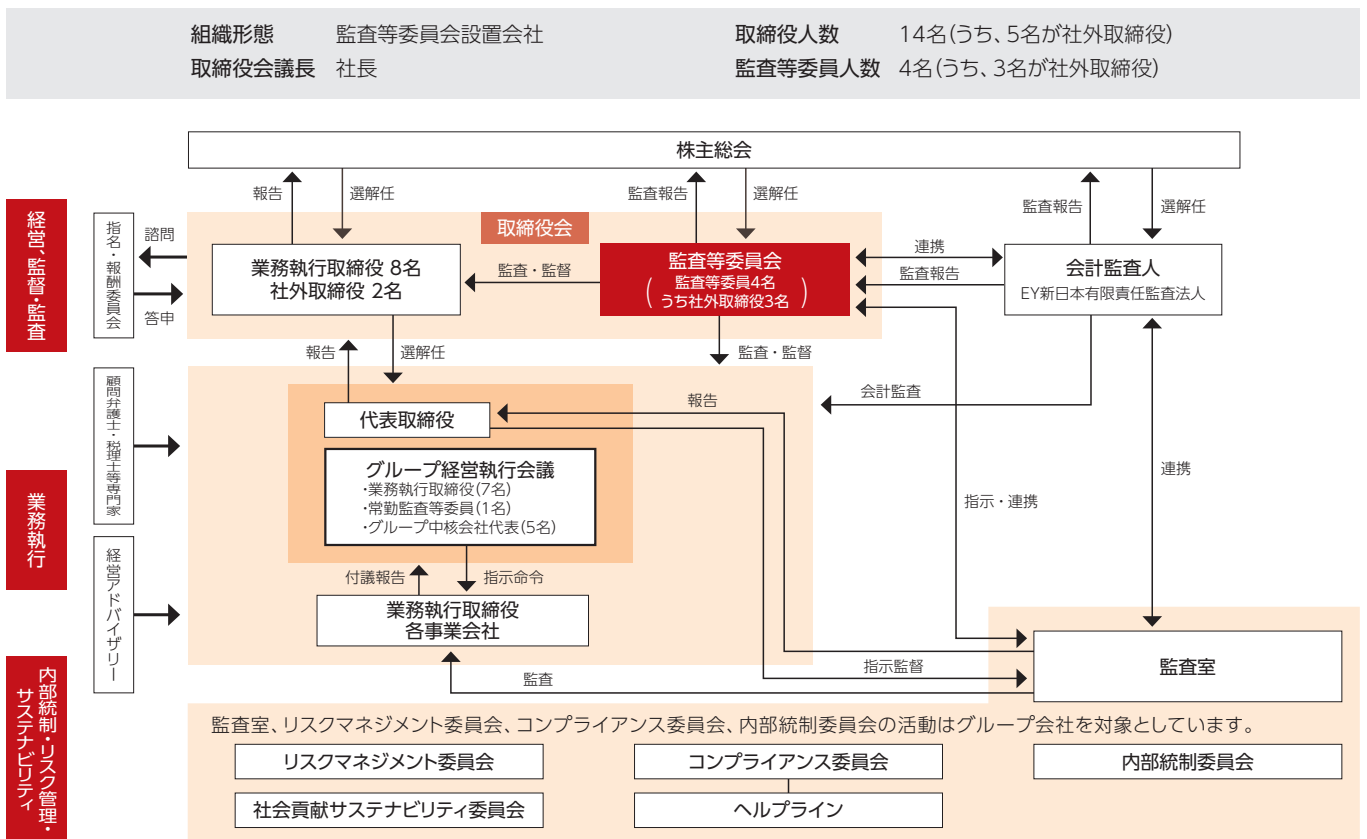 組織形態 監査等委員会設置会社
取締役人数 14名(うち、5名が社外取締役)
取締役会議長 社長
監査等委員人数 4名(うち、3名が社外取締役)
株主総会
報告
選解任
監査報告
選解任
監査報告
選解任
経営、監督・監査
指名・報酬委員会
諮問
答申
取締役会
業務執行取締役 8名
社外取締役 2名
監査・監督
監査等委員会
監査等委員4名
(うち社外取締役3名)
連携
監査報告
会計監査人
EY新日本有限責任監査法人
報告
選解任
監査・監督
会計監査
顧問弁護士・税理士等専門家
代表取締役
報告
業務執行
グループ経営執行会議
・業務執行取締役(7名)
・常勤監査等委員(1名)
・グループ中核会社代表(5名)
指示・連携
連携
経営アドバイザリー
付議報告
指示命令
業務執行取締役
各事業会社
監査
指示監督
監査室
内部統制・リスク管理・
サステナビリティ
監査室、リスクマネジメント委員会、コンプライアンス委員会、内部統制委員会の活動はグループ会社を対象としています。
リスクマネジメント委員会
コンプライアンス委員会
内部統制委員会
社会貢献サステナビリティ委員会
ヘルプライン